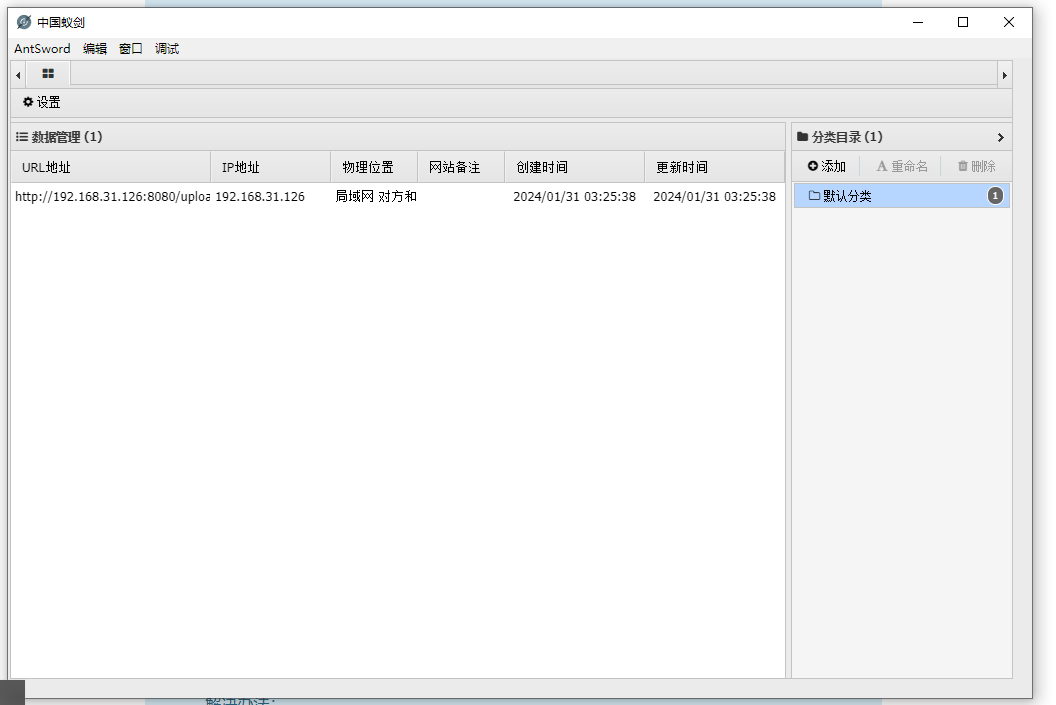 中国蚁剑
AntSword 编辑 窗口 调试
设置
数据管理 (1)
URL地址 IP地址 物理位置 网站备注 创建时间 更新时间
http://192.168.31.126:8080/uploa 192.168.31.126 局域网 对方和 2024/01/31 03:25:38 2024/01/31 03:25:38
分类目录 (1)
添加 重命名 删除
默认分类 1
解决办法: